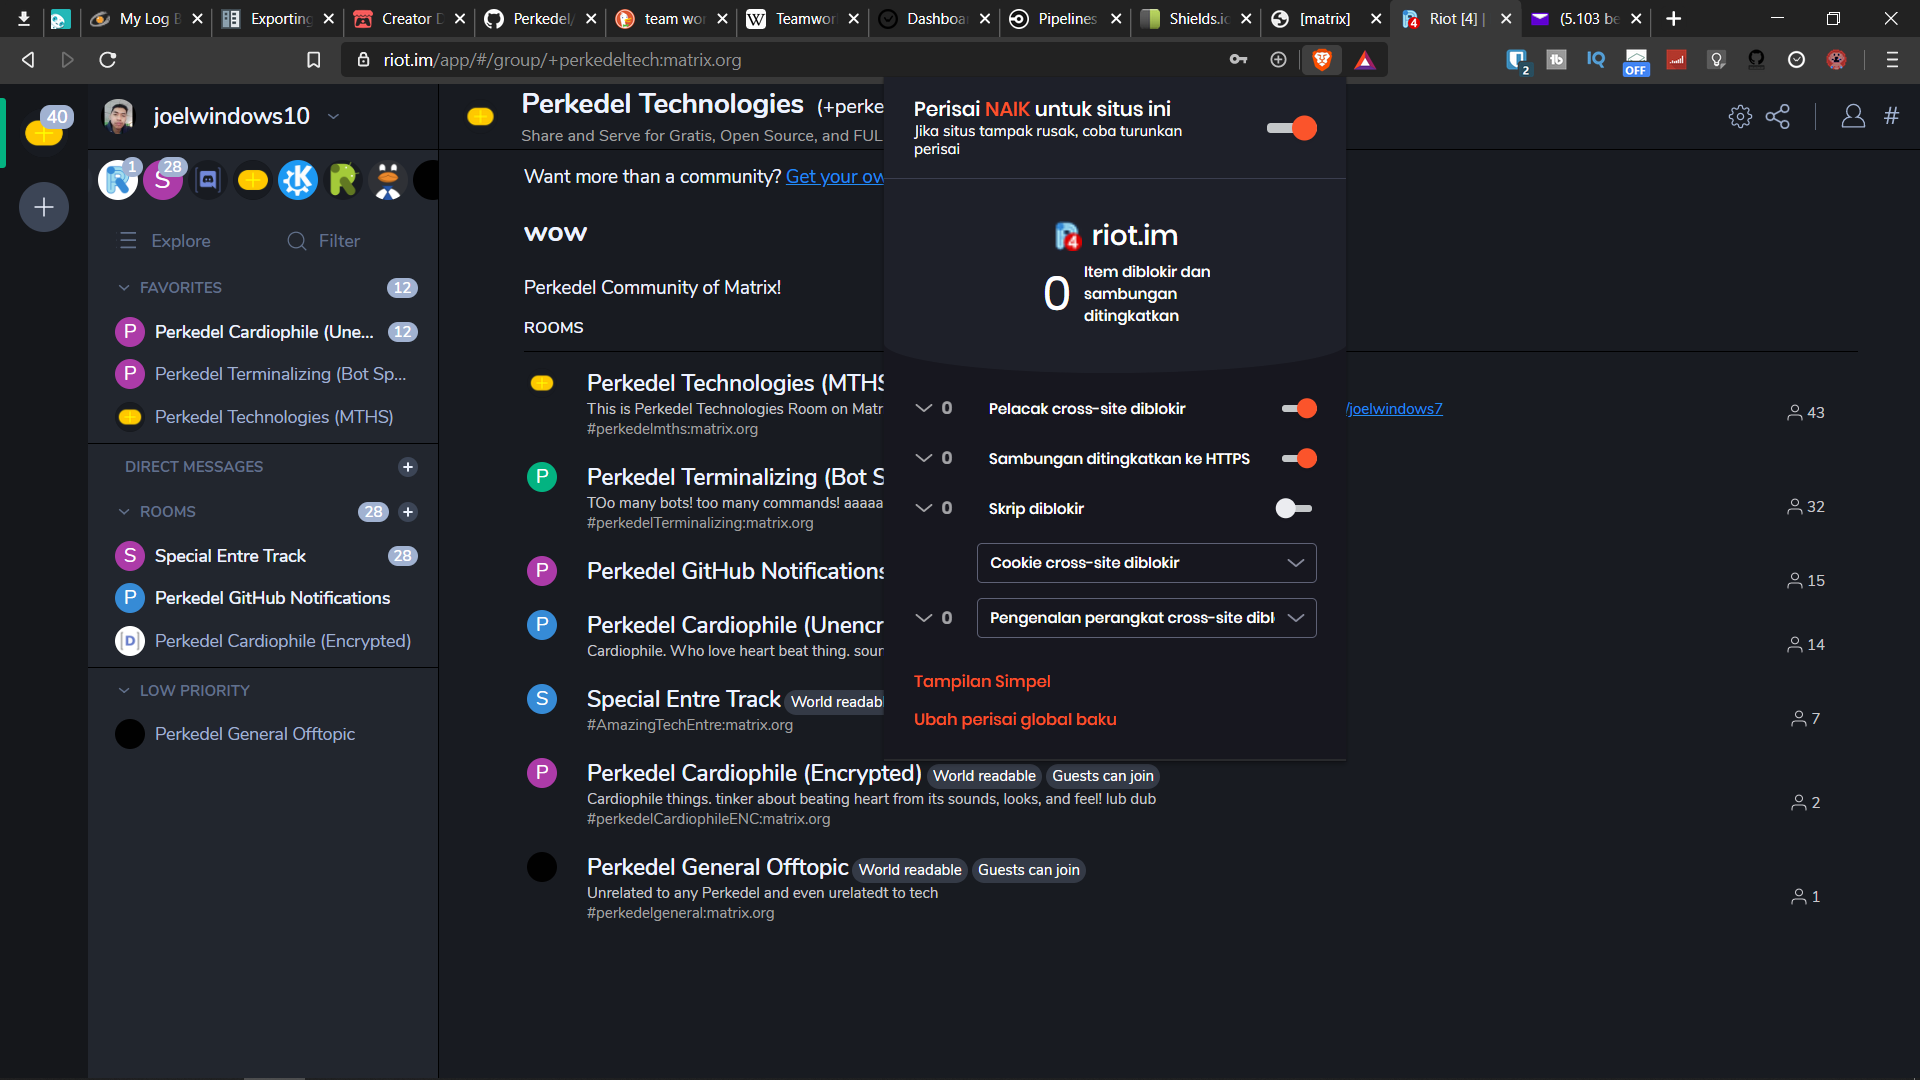 My Log B
Exporting
Creator D
Perkedel/
team wor
Teamwor
Dashboa
Pipelines
Shields.io
[matrix]
Riot [4] |
(5.103 be
riot.im/app/#/group/+perkedeltech:matrix.org
2
tb
IQ
OFF
40
joelwindows10
1
28
Explore
Filter
FAVORITES
12
Perkedel Cardiophile (Une...
12
Perkedel Terminalizing (Bot Sp...
Perkedel Technologies (MTHS)
DIRECT MESSAGES
ROOMS
28
Special Entre Track
28
Perkedel GitHub Notifications
Perkedel Cardiophile (Encrypted)
LOW PRIORITY
Perkedel General Offtopic
Perkedel Technologies (+perke
Share and Serve for Gratis, Open Source, and FUL
Want more than a community? Get your ow
wow
Perkedel Community of Matrix!
ROOMS
Perkedel Technologies (MTHS
This is Perkedel Technologies Room on Matr
/joelwindows7
#perkedelmths:matrix.org
43
Perkedel Terminalizing (Bot S
TOo many bots! too many commands! aaaaa
#perkedelTerminalizing:matrix.org
32
Perkedel GitHub Notifications
15
Perkedel Cardiophile (Unencr
Cardiophile. Who love heart beat thing. sour
14
Special Entre Track World readabl
#AmazingTechEntre:matrix.org
7
Perkedel Cardiophile (Encrypted) World readable Guests can join
Cardiophile things. tinker about beating heart from its sounds, looks, and feel! lub dub
#perkedelCardiophileENC:matrix.org
2
Perkedel General Offtopic World readable Guests can join
Unrelated to any Perkedel and even urelatedt to tech
#perkedelgeneral:matrix.org
1
Perisai NAIK untuk situs ini
Jika situs tampak rusak, coba turunkan
perisai
riot.im
0 Item diblokir dan
sambungan
ditingkatkan
0 Pelacak cross-site diblokir
0 Sambungan ditingkatkan ke HTTPS
0 Skrip diblokir
Cookie cross-site diblokir
0 Pengenalan perangkat cross-site dibl
Tampilan Simpel
Ubah perisai global baku